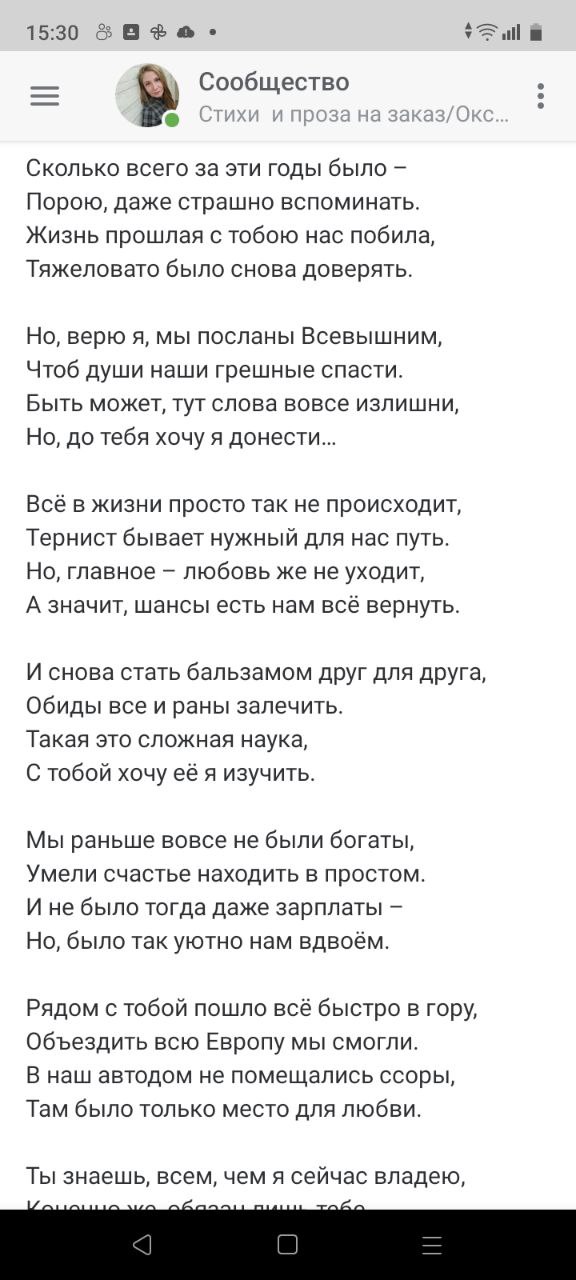 15:30
Сообщество
Стихи и проза на заказ/Окс...
Сколько всего за эти годы было –
Порою, даже страшно вспоминать.
Жизнь прошлая с тобою нас побила,
Тяжеловато было снова доверять.
Но, верю я, мы посланы Всевышним,
Чтоб души наши грешные спасти.
Быть может, тут слова вовсе излишни,
Но, до тебя хочу я донести...
Всё в жизни просто так не происходит,
Тернист бывает нужный для нас путь.
Но, главное – любовь же не уходит,
А значит, шансы есть нам всё вернуть.
И снова стать бальзамом друг для друга,
Обиды все и раны залечить.
Такая это сложная наука,
С тобой хочу её я изучить.
Мы раньше вовсе не были богаты,
Умели счастье находить в простом.
И не было тогда даже зарплаты –
Но, было так уютно нам вдвоём.
Рядом с тобой пошло всё быстро в гору,
Объездить всю Европу мы смогли.
В наш автодом не помещались ссоры,
Там было только место для любви.
Ты знаешь, всем, чем я сейчас владею,
Конечно же, обязан лишь тебе